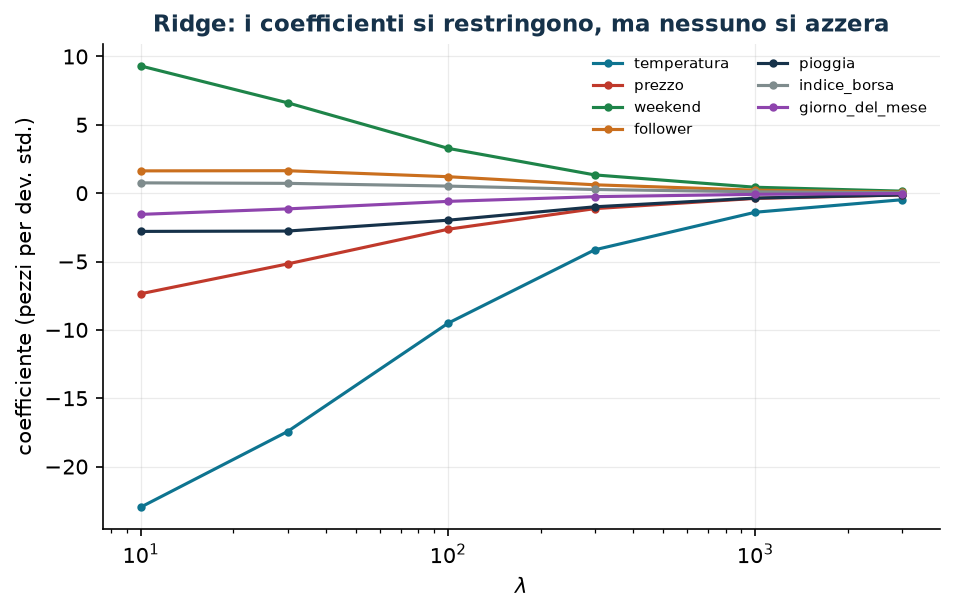 Ridge: i coefficienti si restringono, ma nessuno si azzera
coefficiente (pezzi per dev. std.)
10
5
0
−5
−10
−15
−20
temperatura
prezzo
weekend
follower
pioggia
indice_borsa
giorno_del_mese
10¹
10²
10³
λ